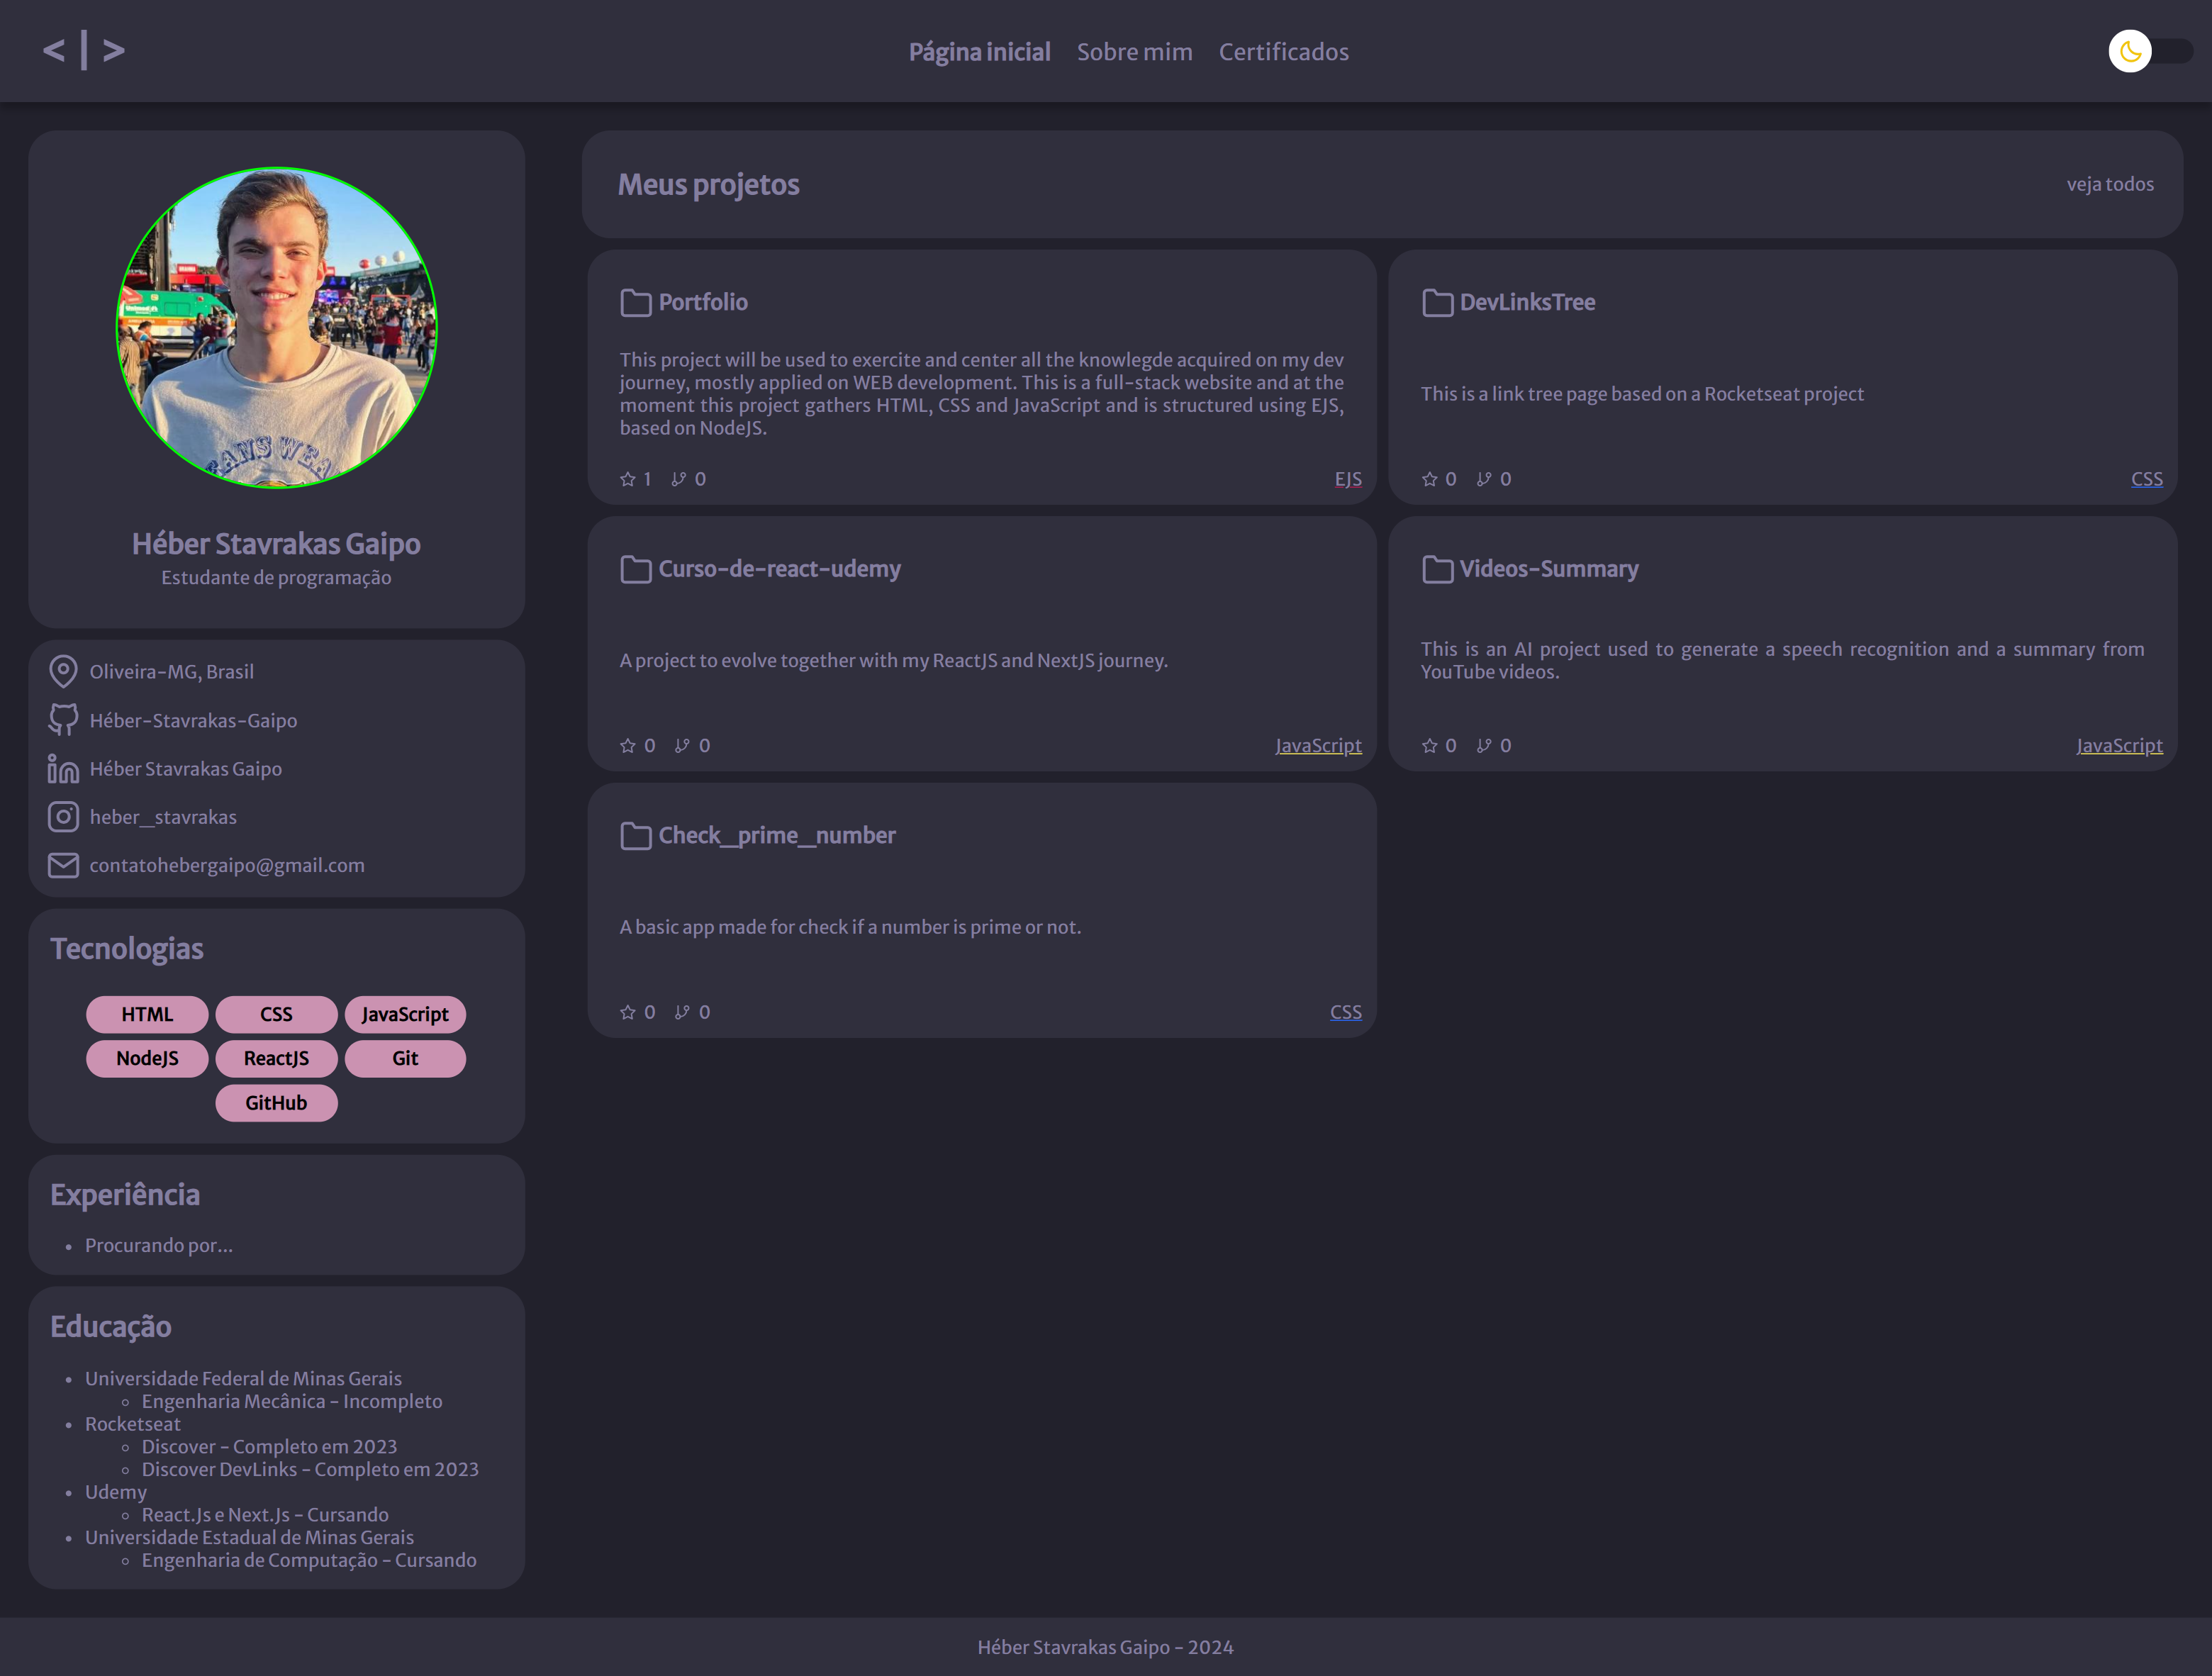 < | >
Página inicial Sobre mim Certificados
Héber Stavrakas Gaipo
Estudante de programação
Oliveira-MG, Brasil
Héber-Stavrakas-Gaipo
Héber Stavrakas Gaipo
heber_stavrakas
contatohebergaipo@gmail.com
Tecnologias
HTML CSS JavaScript
NodeJS ReactJS Git
GitHub
Experiência
Procurando por...
Educação
Universidade Federal de Minas Gerais
Engenharia Mecânica - Incompleto
Rocketseat
Discover - Completo em 2023
Discover DevLinks - Completo em 2023
Udemy
React.Js e Next.Js - Cursando
Universidade Estadual de Minas Gerais
Engenharia de Computação - Cursando
Meus projetos
veja todos
Portfolio
This project will be used to exercite and center all the knowlegde acquired on my dev
journey, mostly applied on WEB development. This is a full-stack website and at the
moment this project gathers HTML, CSS and JavaScript and is structured using EJS,
based on NodeJS.
1 0 EJS
DevLinksTree
This is a link tree page based on a Rocketseat project
0 0 CSS
Curso-de-react-udemy
A project to evolve together with my ReactJS and NextJS journey.
0 0 JavaScript
Videos-Summary
This is an AI project used to generate a speech recognition and a summary from
YouTube videos.
0 0 JavaScript
Check_prime_number
A basic app made for check if a number is prime or not.
0 0 CSS
Héber Stavrakas Gaipo - 2024